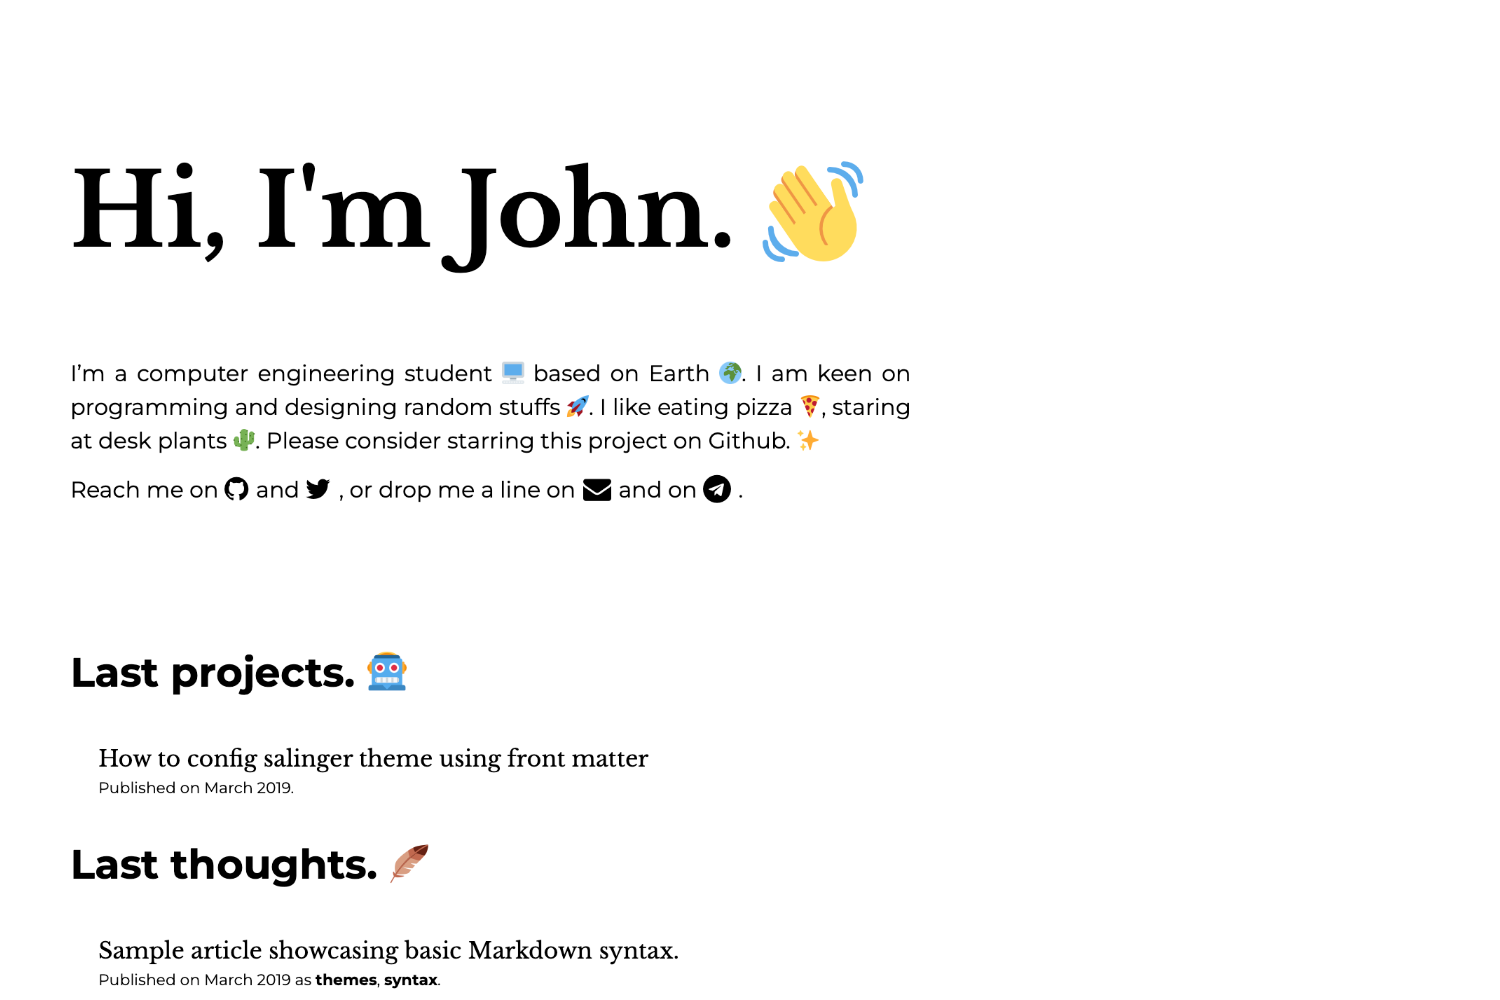 Hi, I'm John. 👋
I’m a computer engineering student 🖥️ based on Earth 🌍. I am keen on
programming and designing random stuffs 🚀. I like eating pizza 🍕, staring
at desk plants 🌵. Please consider starring this project on Github. ✨
Reach me on and , or drop me a line on and on .
Last projects. 🤖
How to config salinger theme using front matter
Published on March 2019.
Last thoughts. 🪶
Sample article showcasing basic Markdown syntax.
Published on March 2019 as themes, syntax.